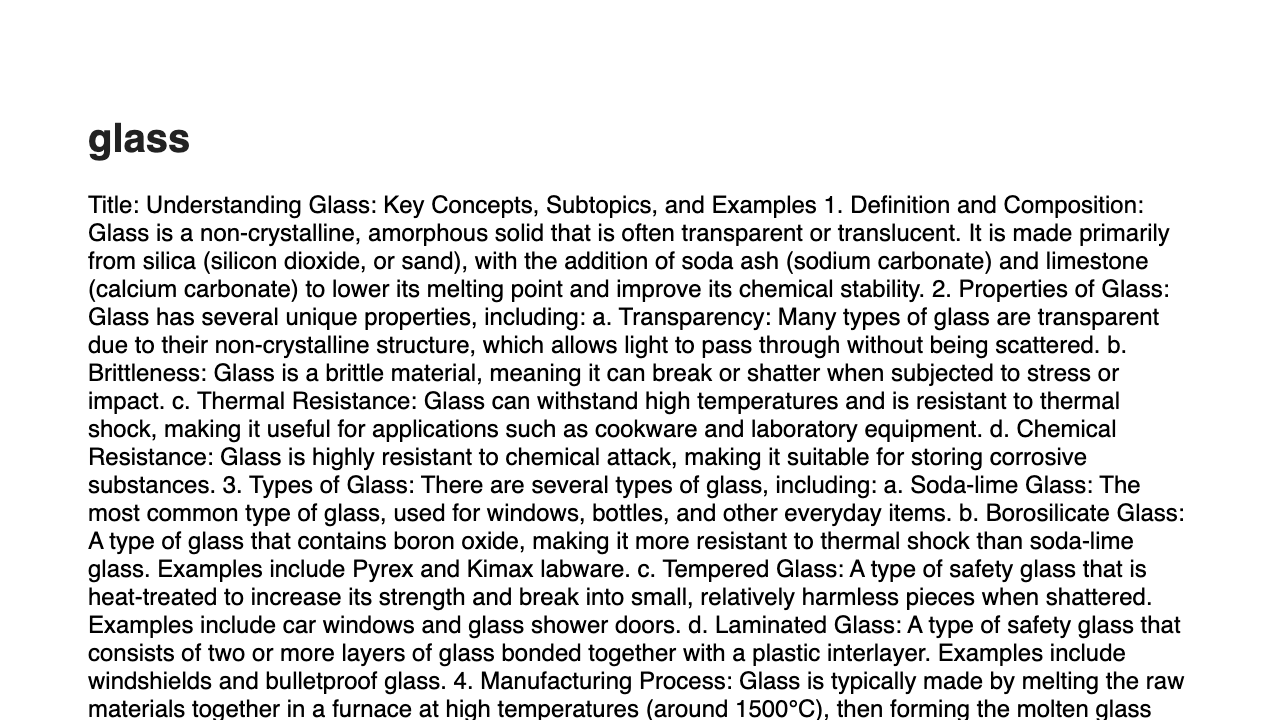 glass
Title: Understanding Glass: Key Concepts, Subtopics, and Examples 1. Definition and Composition:
Glass is a non-crystalline, amorphous solid that is often transparent or translucent. It is made primarily
from silica (silicon dioxide, or sand), with the addition of soda ash (sodium carbonate) and limestone
(calcium carbonate) to lower its melting point and improve its chemical stability. 2. Properties of Glass:
Glass has several unique properties, including: a. Transparency: Many types of glass are transparent
due to their non-crystalline structure, which allows light to pass through without being scattered. b.
Brittleness: Glass is a brittle material, meaning it can break or shatter when subjected to stress or
impact. c. Thermal Resistance: Glass can withstand high temperatures and is resistant to thermal
shock, making it useful for applications such as cookware and laboratory equipment. d. Chemical
Resistance: Glass is highly resistant to chemical attack, making it suitable for storing corrosive
substances. 3. Types of Glass: There are several types of glass, including: a. Soda-lime Glass: The
most common type of glass, used for windows, bottles, and other everyday items. b. Borosilicate Glass:
A type of glass that contains boron oxide, making it more resistant to thermal shock than soda-lime
glass. Examples include Pyrex and Kimax labware. c. Tempered Glass: A type of safety glass that is
heat-treated to increase its strength and break into small, relatively harmless pieces when shattered.
Examples include car windows and glass shower doors. d. Laminated Glass: A type of safety glass that
consists of two or more layers of glass bonded together with a plastic interlayer. Examples include
windshields and bulletproof glass. 4. Manufacturing Process: Glass is typically made by melting the raw
materials together in a furnace at high temperatures (around 1500°C), then forming the molten glass